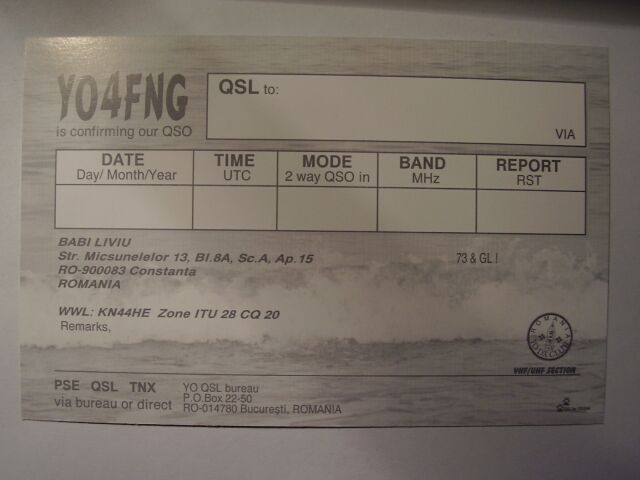 YO4FNG
is confirming our QSO
QSL to:
VIA
DATE
Day/ Month/Year
TIME
UTC
MODE
2 way QSO in
BAND
MHz
REPORT
RST
BABI LIVIU
Str. Micsunelelor 13, Bl.8A, Sc.A, Ap.15
RO-900083 Constanta
ROMANIA
73 & GL !
WWL: KN44HE Zone ITU 28 CQ 20
Remarks,
ROMANIA
VHF/UHF SECTION
PSE QSL TNX
via bureau or direct
YO QSL bureau
P.O.Box 22-50
RO-014780 Bucureşti, ROMANIA